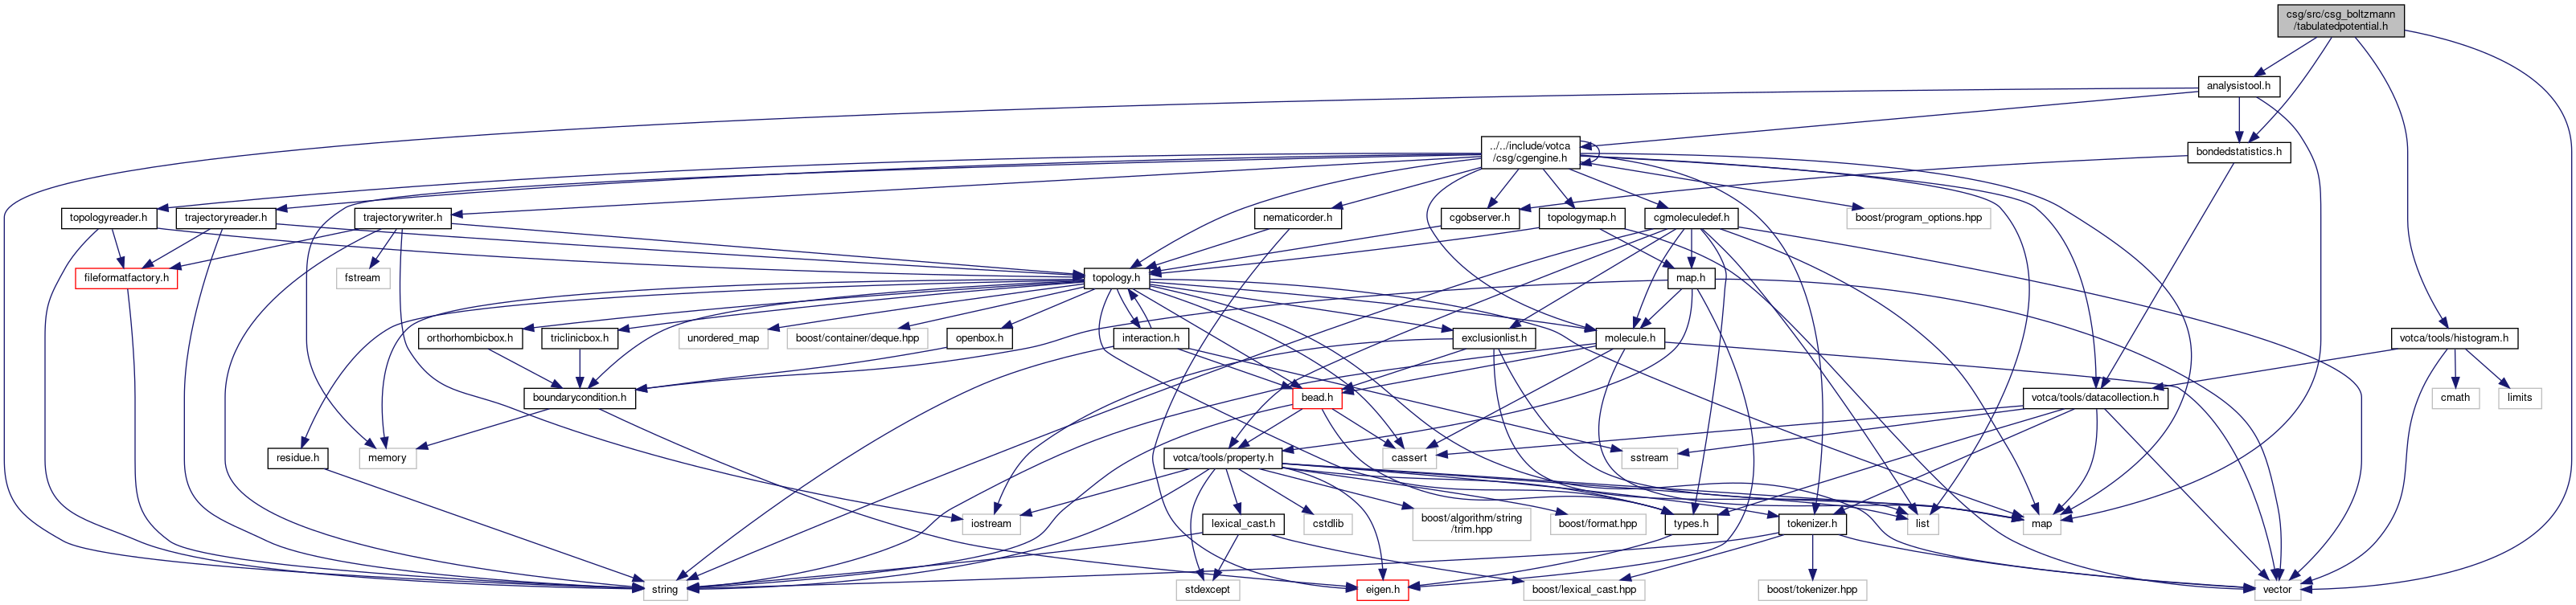 csg/src/csg_boltzmann
/tabulatedpotential.h
analysistool.h
../../include/votca
/csg/cgengine.h
bondedstatistics.h
topologyreader.h
trajectoryreader.h
trajectorywriter.h
nematicorder.h
cgobserver.h
topologymap.h
cgmoleculedef.h
boost/program_options.hpp
fileformatfactory.h
fstream
topology.h
map.h
orthorhombicbox.h
triclinicbox.h
unordered_map
boost/container/deque.hpp
openbox.h
interaction.h
exclusionlist.h
molecule.h
votca/tools/histogram.h
boundarycondition.h
bead.h
votca/tools/datacollection.h
cmath
limits
residue.h
memory
votca/tools/property.h
cassert
sstream
iostream
lexical_cast.h
cstdlib
boost/algorithm/string
/trim.hpp
boost/format.hpp
types.h
tokenizer.h
list
map
string
stdexcept
eigen.h
boost/lexical_cast.hpp
boost/tokenizer.hpp
vector